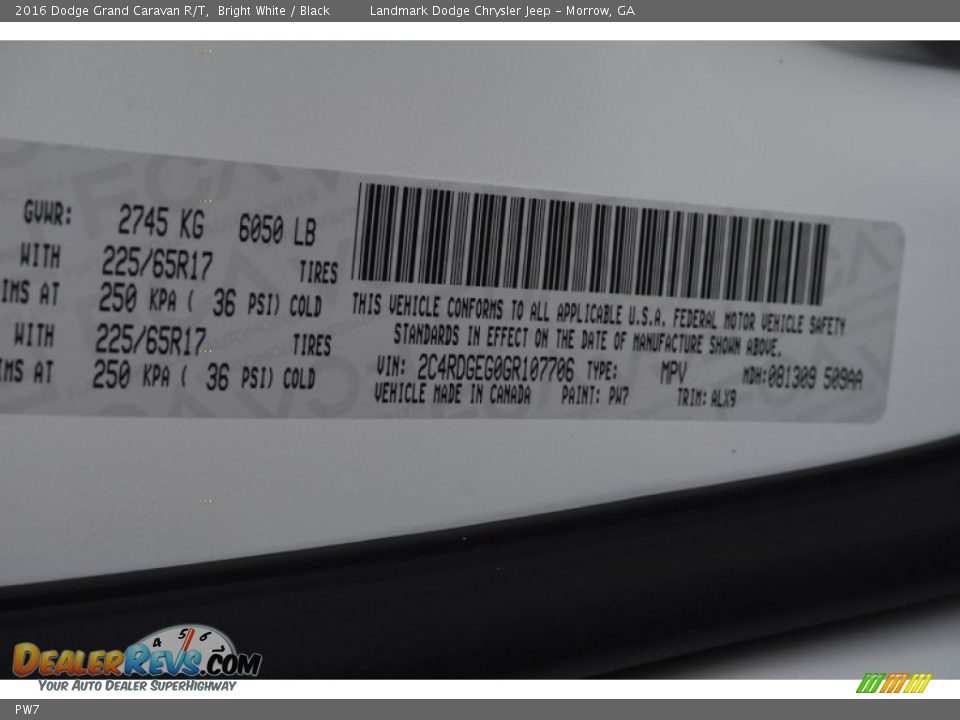 2016 Dodge Grand Caravan R/T, Bright White / Black Landmark Dodge Chrysler Jeep - Morrow, GA
GVWR: 2745 KG 6050 LB
WITH 225/65R17 TIRES
IMS AT 250 KPA ( 36 PSI) COLD
WITH 225/65R17 TIRES
IMS AT 250 KPA ( 36 PSI) COLD
THIS VEHICLE CONFORMS TO ALL APPLICABLE U.S.A. FEDERAL MOTOR VEHICLE SAFETY
STANDARDS IN EFFECT ON THE DATE OF MANUFACTURE SHOWN ABOVE.
VIN: 2C4RDGEG0GR107706 TYPE: MPV MDH:081309 509AA
VEHICLE MADE IN CANADA PAINT: PW7 TRIM: ALX9
4 5 6
DEALERREVS.COM
YOUR AUTO DEALER SUPERHIGHWAY
PW7